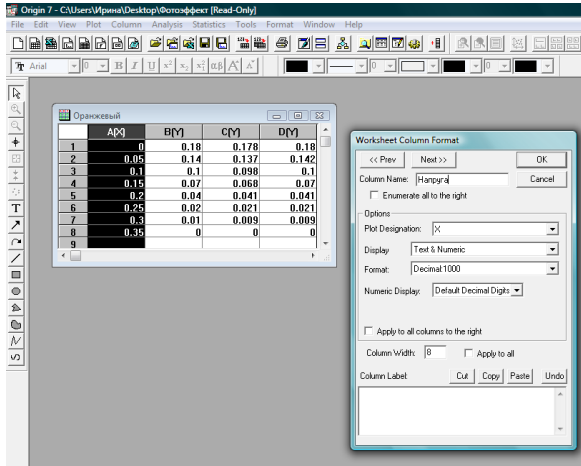 Origin 7 - C:\Users\Ирина\Desktop\Фотоэффект [Read-Only]
File Edit View Plot Column Analysis Statistics Tools Format Window Help
Arial 0 B I U x² x₂ αβ A A 0 0
Оранжевый
A(X) B(Y) C(Y) D(Y)
1 0 0.18 0.178 0.18
2 0.05 0.14 0.137 0.142
3 0.1 0.1 0.098 0.1
4 0.15 0.07 0.068 0.07
5 0.2 0.04 0.041 0.041
6 0.25 0.02 0.021 0.021
7 0.3 0.01 0.009 0.009
8 0.35 0 0 0
9
Worksheet Column Format
<< Prev Next >> OK
Column Name: Напруга Cancel
Enumerate all to the right
Options
Plot Designation: X
Display Text & Numeric
Format: Decimal:1000
Numeric Display: Default Decimal Digits
Apply to all columns to the right
Column Width: 8 Apply to all
Column Label: Cut Copy Paste Undo